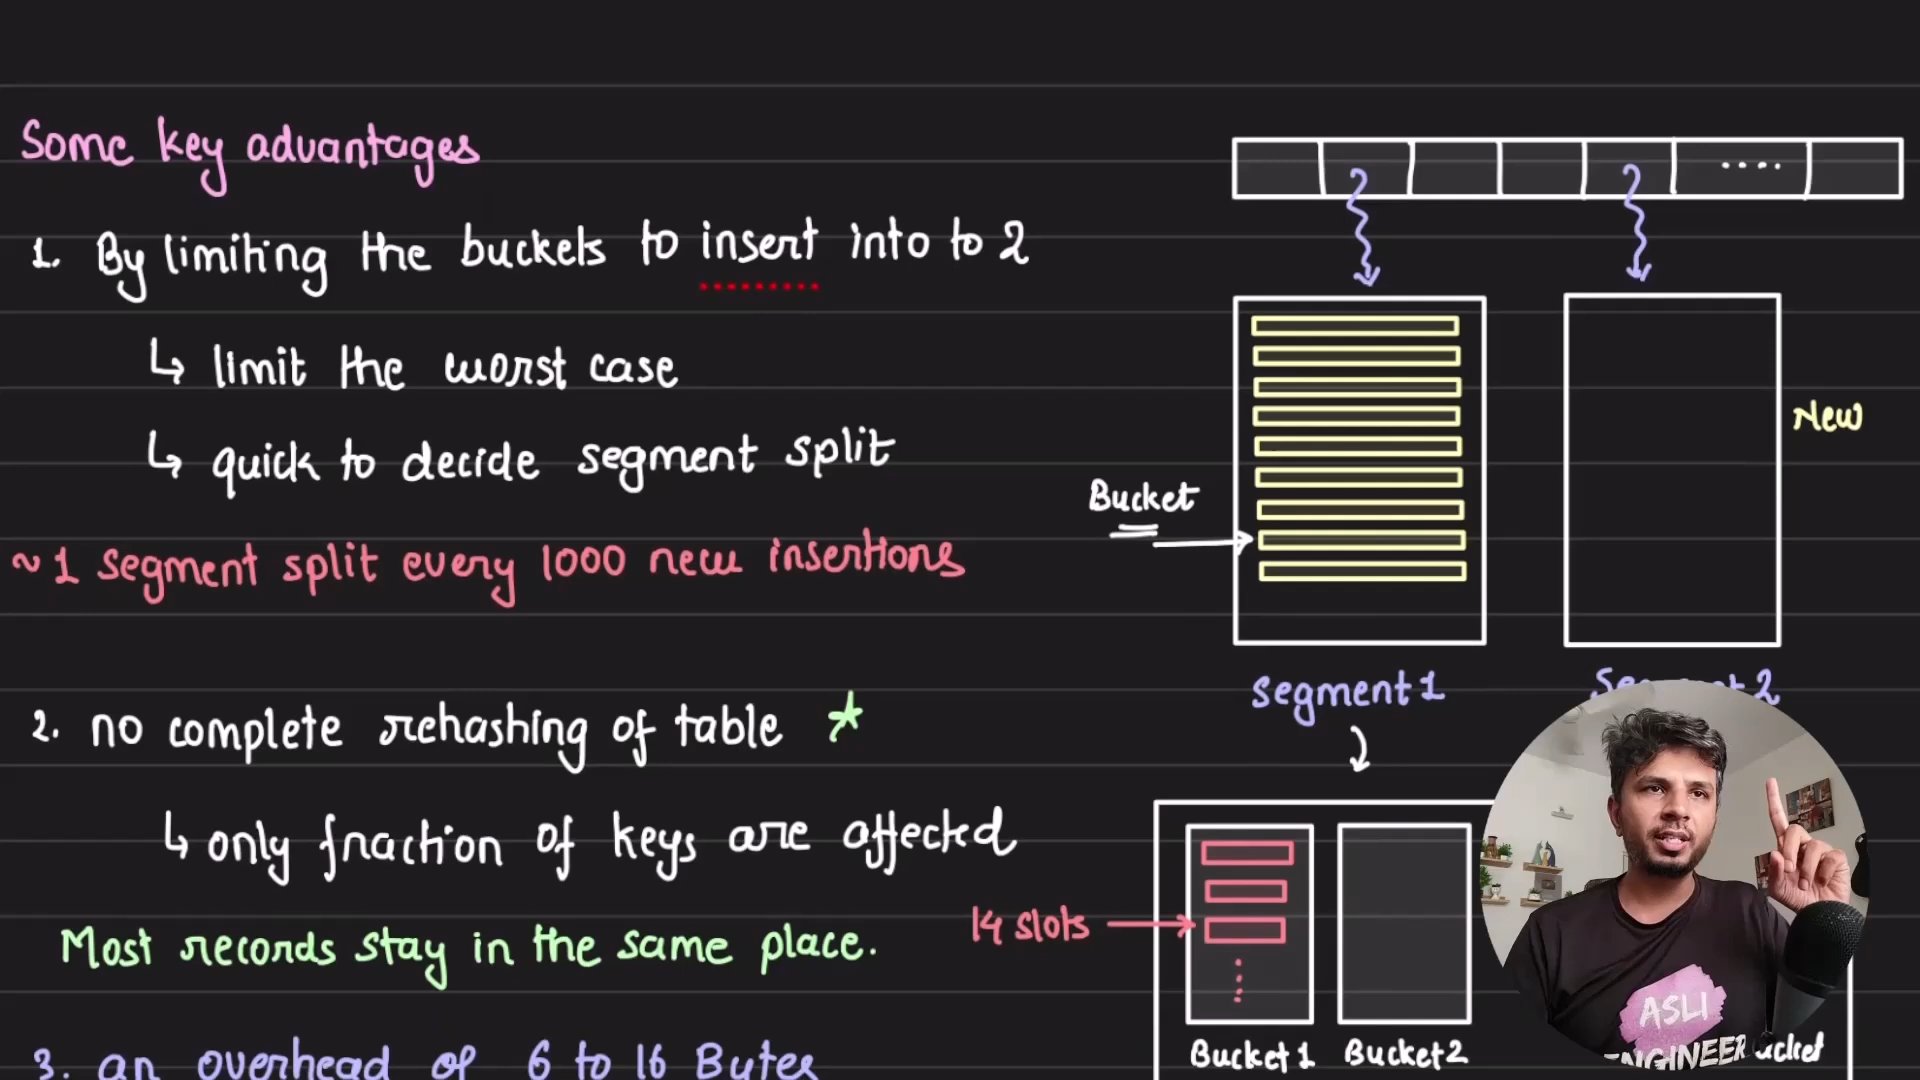 Some key advantages
1. By limiting the buckets to insert into to 2
↳ limit the worst case
↳ quick to decide segment split
~ 1 segment split every 1000 new insertions
2. no complete rehashing of table *
↳ only fraction of keys are affected
Most records stay in the same place.
3. an overhead of 6 to 16 Bytes
....
New
Bucket
Segment 1
2
14 slots
Bucket 1
Bucket 2
ASLI
ENGINEER